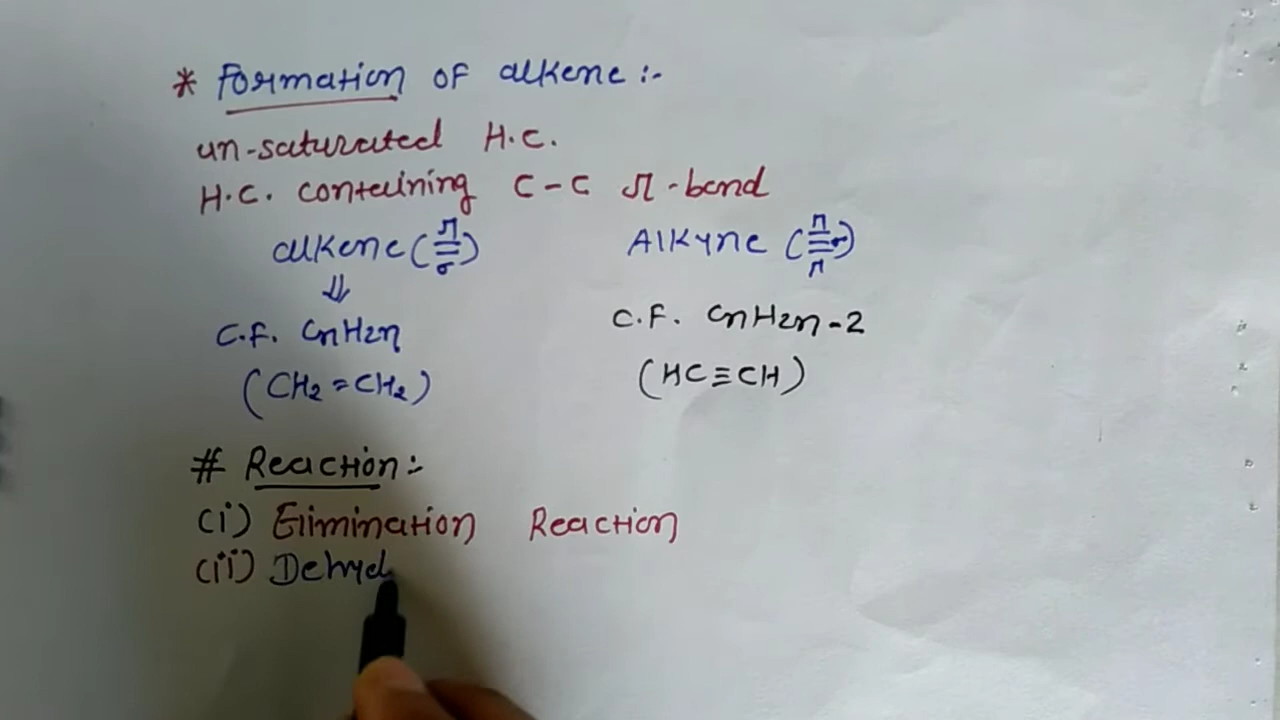 * Formation of alkene :-
un-saturated H.C.
H.C. containing C-C π-bond
alkene (π = σ) Alkyne (π ≡ σ π)
⇓
C.F. CnH2n C.F. CnH2n-2
(CH2=CH2) (HC≡CH)
# Reaction :-
(i) Elimination Reaction
(ii) Dehyd